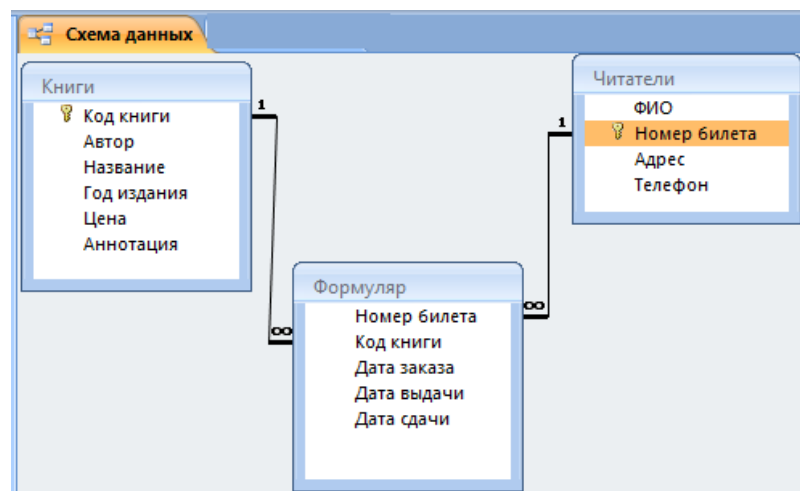 Схема данных
Книги
Код книги
Автор
Название
Год издания
Цена
Аннотация
1
∞
Читатели
ФИО
Номер билета
Адрес
Телефон
1
∞
Формуляр
Номер билета
Код книги
Дата заказа
Дата выдачи
Дата сдачи